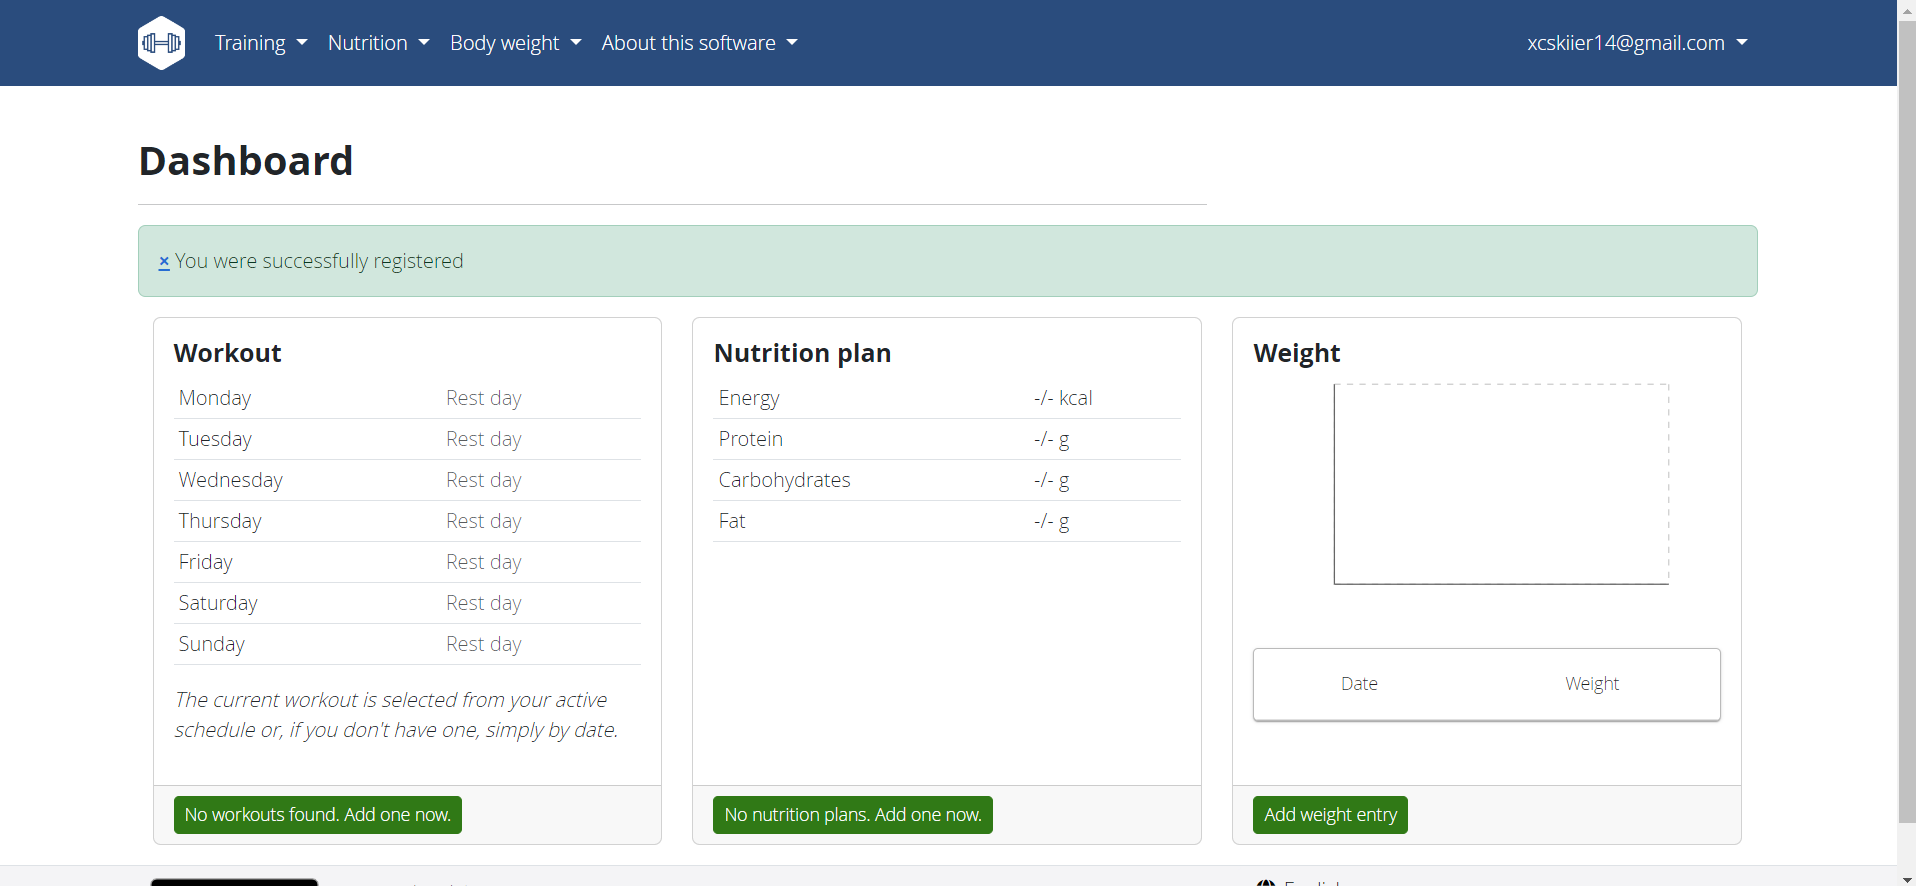 Training Nutrition Body weight About this software xcskiier14@gmail.com
Dashboard
× You were successfully registered
Workout
Monday Rest day
Tuesday Rest day
Wednesday Rest day
Thursday Rest day
Friday Rest day
Saturday Rest day
Sunday Rest day
The current workout is selected from your active
schedule or, if you don't have one, simply by date.
No workouts found. Add one now.
Nutrition plan
Energy -/- kcal
Protein -/- g
Carbohydrates -/- g
Fat -/- g
No nutrition plans. Add one now.
Weight
Date Weight
Add weight entry